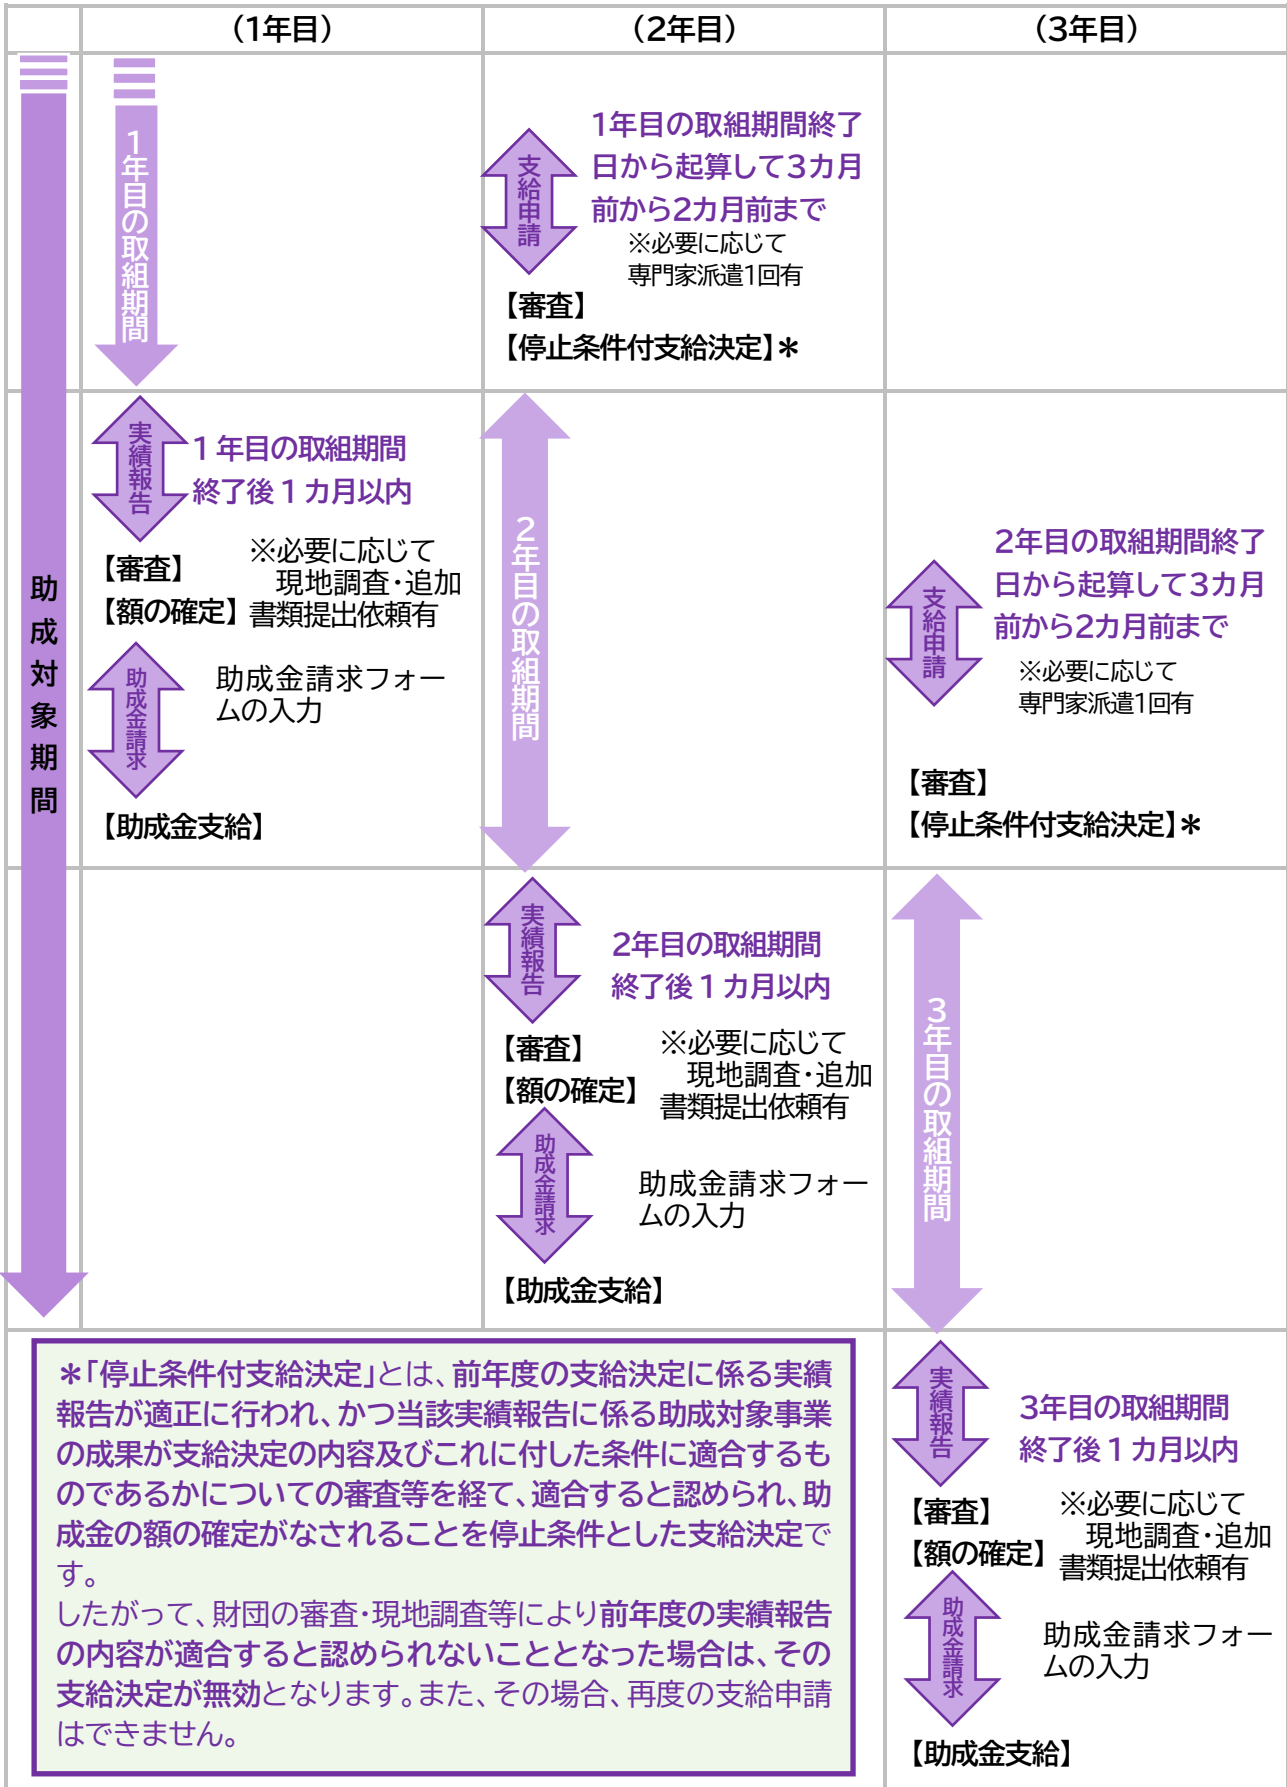 (1年目)
(2年目)
(3年目)
助成対象期間
1年目の取組期間
支給申請
1年目の取組期間終了
日から起算して3カ月
前から2カ月前まで
※必要に応じて
専門家派遣1回有
【審査】
【停止条件付支給決定】＊
実績報告
１年目の取組期間
終了後１カ月以内
【審査】
【額の確定】
※必要に応じて
現地調査・追加
書類提出依頼有
助成金請求
助成金請求フォー
ムの入力
【助成金支給】
2年目の取組期間
支給申請
2年目の取組期間終了
日から起算して3カ月
前から2カ月前まで
※必要に応じて
専門家派遣1回有
【審査】
【停止条件付支給決定】＊
実績報告
2年目の取組期間
終了後１カ月以内
【審査】
【額の確定】
※必要に応じて
現地調査・追加
書類提出依頼有
助成金請求
助成金請求フォー
ムの入力
【助成金支給】
3年目の取組期間
＊「停止条件付支給決定」とは、前年度の支給決定に係る実績
報告が適正に行われ、かつ当該実績報告に係る助成対象事業
の成果が支給決定の内容及びこれに付した条件に適合するも
のであるかについての審査等を経て、適合すると認められ、助
成金の額の確定がなされることを停止条件とした支給決定で
す。
したがって、財団の審査・現地調査等により前年度の実績報告
の内容が適合すると認められないこととなった場合は、その
支給決定が無効となります。また、その場合、再度の支給申請
はできません。
実績報告
3年目の取組期間
終了後１カ月以内
【審査】
【額の確定】
※必要に応じて
現地調査・追加
書類提出依頼有
助成金請求
助成金請求フォー
ムの入力
【助成金支給】